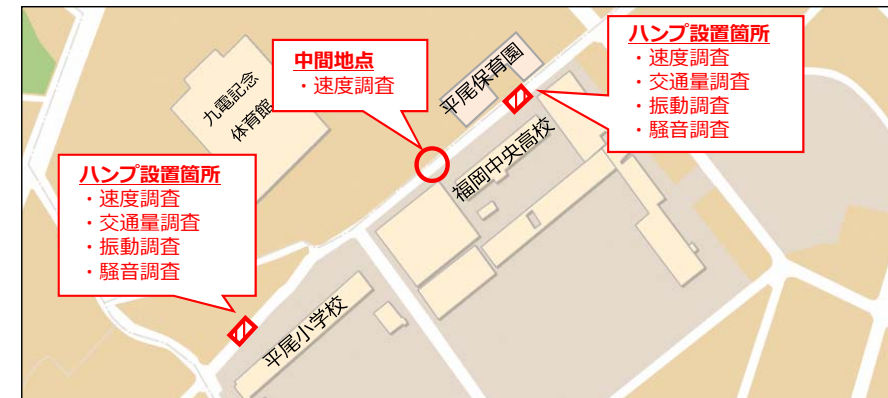 ハンプ設置箇所
・速度調査
・交通量調査
・振動調査
・騒音調査
中間地点
・速度調査
平尾保育園
九電記念
体育館
福岡中央高校
ハンプ設置箇所
・速度調査
・交通量調査
・振動調査
・騒音調査
平尾小学校